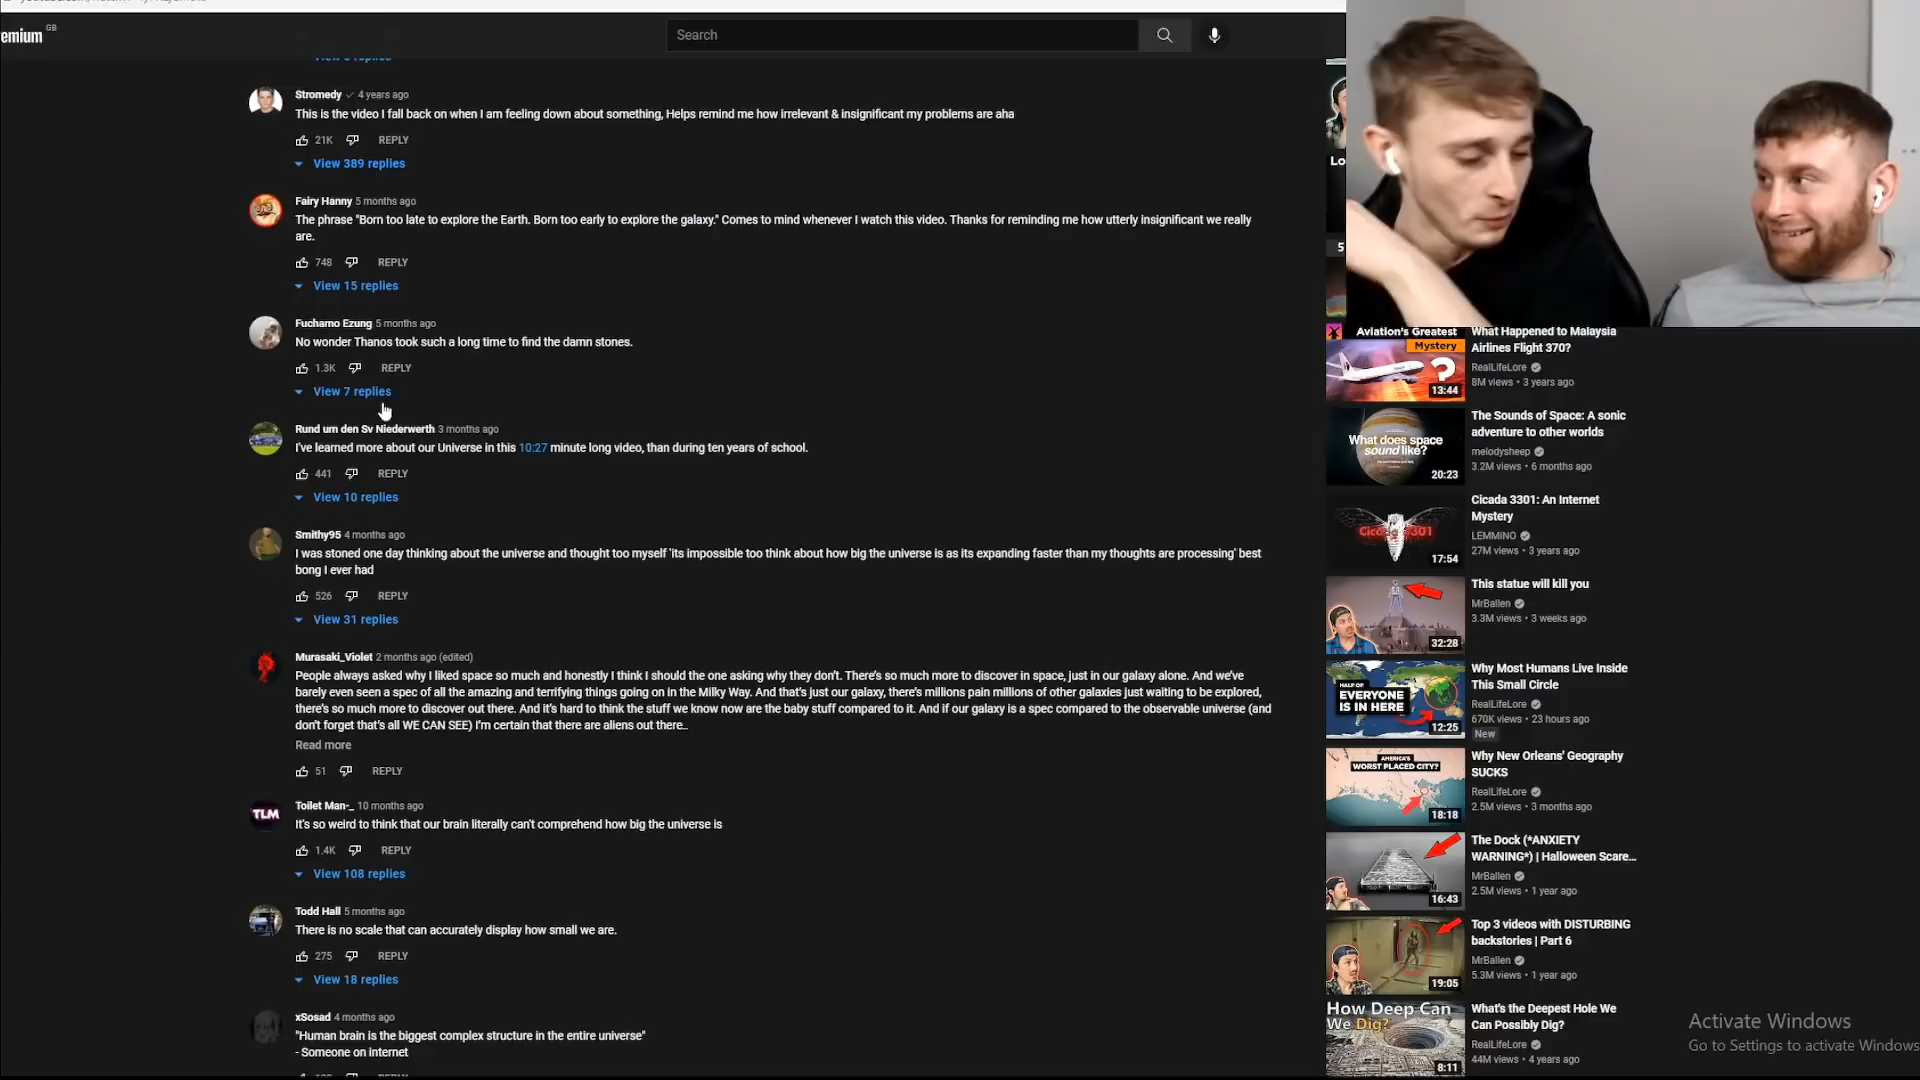 emium GB
Search
Stromedy 4 years ago
This is the video I fall back on when I am feeling down about something, Helps remind me how irrelevant & insignificant my problems are aha
21K REPLY
View 389 replies
Fairy Hanny 5 months ago
The phrase "Born too late to explore the Earth. Born too early to explore the galaxy." Comes to mind whenever I watch this video. Thanks for reminding me how utterly insignificant we really
are.
748 REPLY
View 15 replies
Fuchamo Ezung 5 months ago
No wonder Thanos took such a long time to find the damn stones.
1.3K REPLY
View 7 replies
Rund um den Sv Niederwerth 3 months ago
I've learned more about our Universe in this 10:27 minute long video, than during ten years of school.
441 REPLY
View 10 replies
Smithy95 4 months ago
I was stoned one day thinking about the universe and thought too myself 'its impossible too think about how big the universe is as its expanding faster than my thoughts are processing' best
bong I ever had
526 REPLY
View 31 replies
Murasaki_Violet 2 months ago (edited)
People always asked why I liked space so much and honestly I think I should the one asking why they don't. There's so much more to discover in space, just in our galaxy alone. And we've
barely even seen a spec of all the amazing and terrifying things going on in the Milky Way. And that's just our galaxy, there's millions pain millions of other galaxies just waiting to be explored,
there's so much more to discover out there. And it's hard to think the stuff we know now are the baby stuff compared to it. And if our galaxy is a spec compared to the observable universe (and
don't forget that's all WE CAN SEE) I'm certain that there are aliens out there..
Read more
51 REPLY
TLM
Toilet Man-_ 10 months ago
It's so weird to think that our brain literally can't comprehend how big the universe is
1.4K REPLY
View 108 replies
Todd Hall 5 months ago
There is no scale that can accurately display how small we are.
275 REPLY
View 18 replies
xSosad 4 months ago
"Human brain is the biggest complex structure in the entire universe"
- Someone on internet
Lo
5
Aviation's Greatest
Mystery
?
13:44
What Happened to Malaysia
Airlines Flight 370?
RealLifeLore
8M views • 3 years ago
What does space
sound like?
20:23
The Sounds of Space: A sonic
adventure to other worlds
melodysheep
3.2M views • 6 months ago
Cicada 3301
17:54
Cicada 3301: An Internet
Mystery
LEMMiNO
27M views • 3 years ago
32:28
This statue will kill you
MrBallen
3.3M views • 3 weeks ago
HALF OF
EVERYONE
IS IN HERE
12:25
Why Most Humans Live Inside
This Small Circle
RealLifeLore
670K views • 23 hours ago
New
AMERICA'S
WORST PLACED CITY?
18:18
Why New Orleans' Geography
SUCKS
RealLifeLore
2.5M views • 3 months ago
16:43
The Dock (*ANXIETY
WARNING*) | Halloween Scare...
MrBallen
2.5M views • 1 year ago
19:05
Top 3 videos with DISTURBING
backstories | Part 6
MrBallen
5.3M views • 1 year ago
How Deep Can
We Dig?
8:11
What's the Deepest Hole We
Can Possibly Dig?
RealLifeLore
44M views • 4 years ago
Activate Windows
Go to Settings to activate Windows